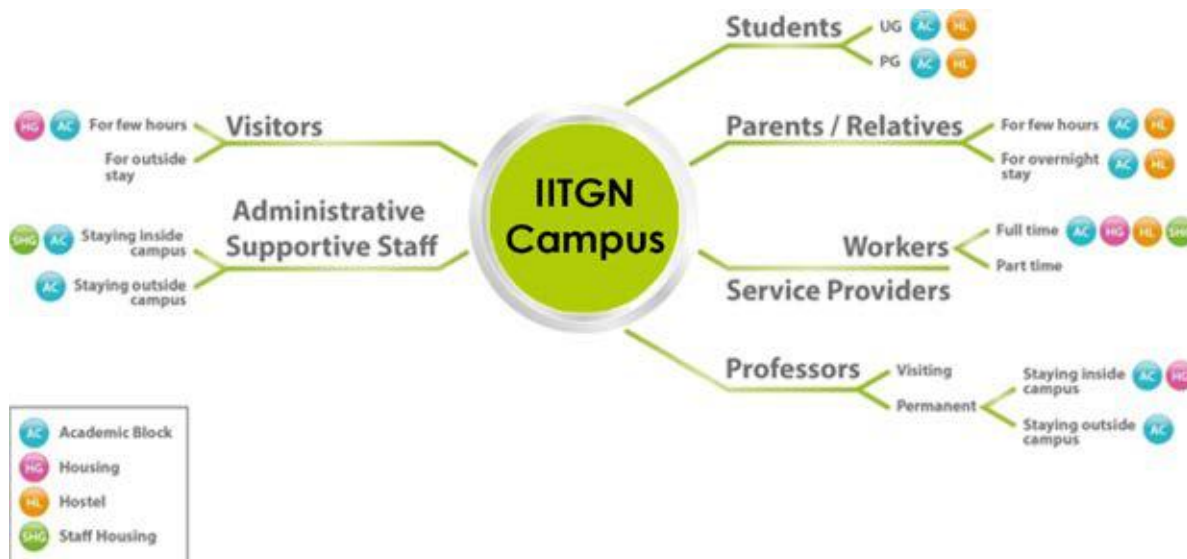 Students
UG AC HL
PG AC HL
HG AC For few hours
Visitors
For outside
stay
Parents / Relatives
For few hours AC HL
For overnight
stay AC HL
IITGN
Campus
Administrative
Supportive Staff
SHG AC Staying inside
campus
AC Staying outside
campus
Workers
Full time AC HG HL SHG
Part time
Service Providers
Professors
Visiting
Permanent
Staying inside
campus AC HG
Staying outside
campus AC
AC Academic Block
HG Housing
HL Hostel
SHG Staff Housing